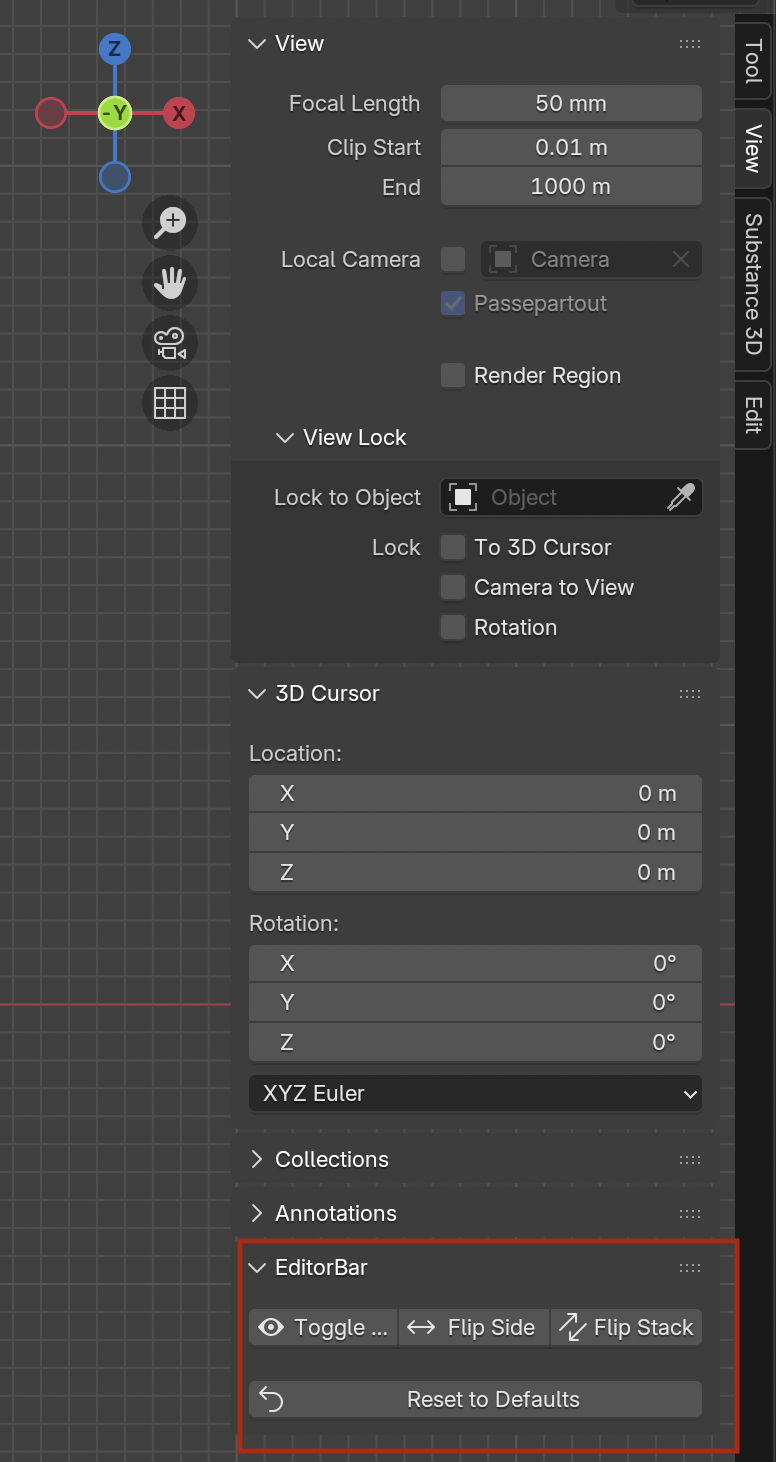 Z
-Y
X
View
Focal Length 50 mm
Clip Start 0.01 m
End 1000 m
Local Camera Camera
Passepartout
Render Region
View Lock
Lock to Object Object
Lock To 3D Cursor
Camera to View
Rotation
3D Cursor
Location:
X 0 m
Y 0 m
Z 0 m
Rotation:
X 0°
Y 0°
Z 0°
XYZ Euler
Collections
Annotations
EditorBar
Toggle ... Flip Side Flip Stack
Reset to Defaults
Tool
View
Substance 3D
Edit